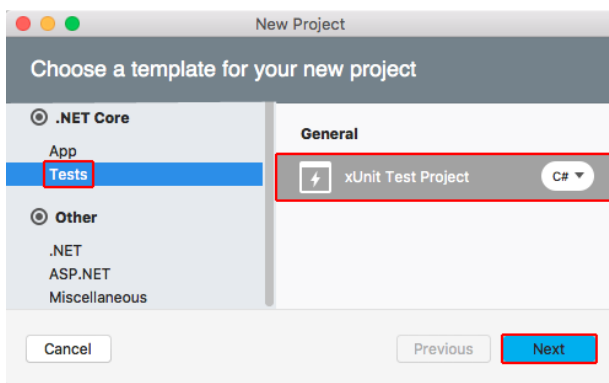 New Project
Choose a template for your new project
.NET Core
App
Tests
Other
.NET
ASP.NET
Miscellaneous
General
xUnit Test Project C#
Cancel Previous Next